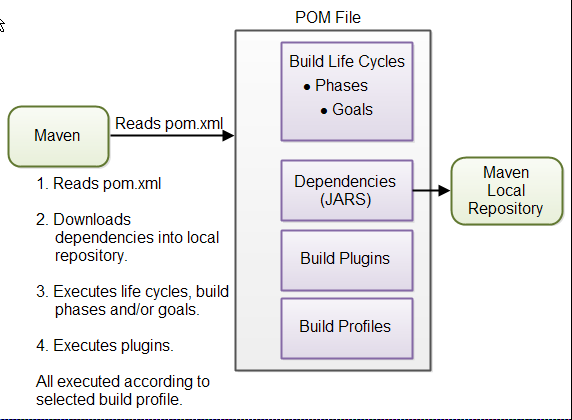 POM File
Build Life Cycles
● Phases
● Goals
Maven
Reads pom.xml
Dependencies
(JARS)
Maven
Local
Repository
Build Plugins
Build Profiles
1. Reads pom.xml
2. Downloads
dependencies into local
repository.
3. Executes life cycles, build
phases and/or goals.
4. Executes plugins.
All executed according to
selected build profile.